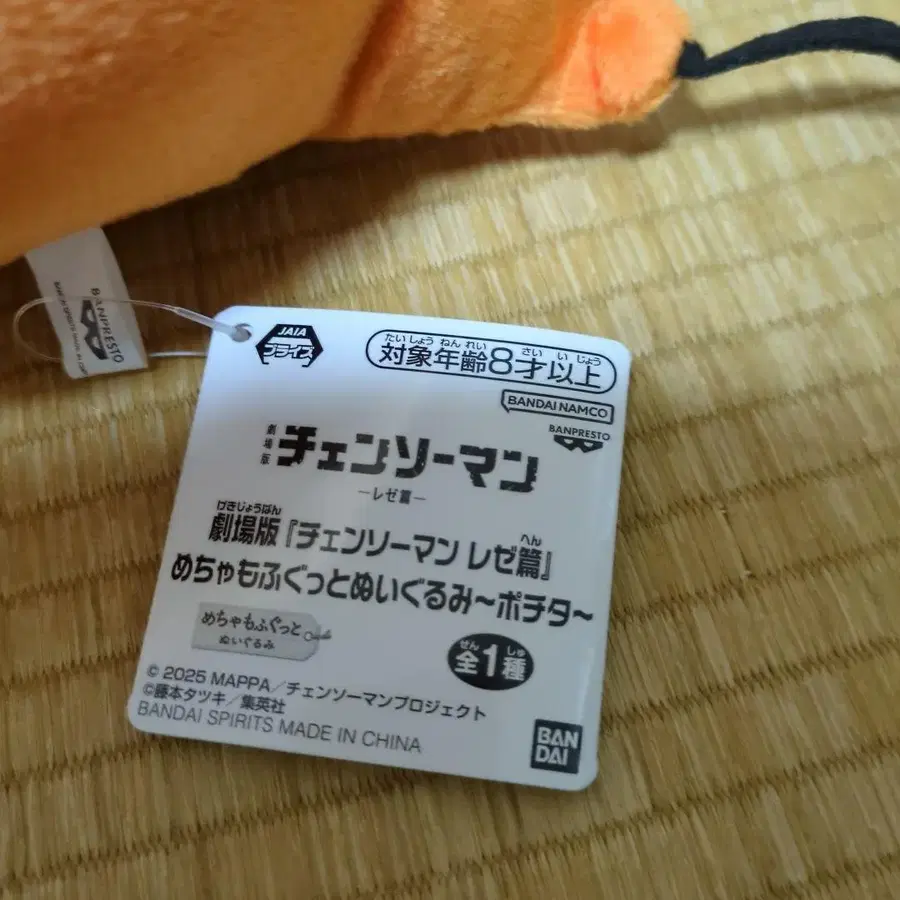 BANPRESTO
JAIA
プライズ
たいしょうねんれい さい いじょう
対象年齢8才以上
BANDAI NAMCO
BANPRESTO
劇場版
チェンソーマン
―レゼ篇―
げきじょうばん へん
劇場版『チェンソーマン レゼ篇』
めちゃもふぐっとぬいぐるみ～ポチタ～
めちゃもふぐっと
ぬいぐるみ
ぜん しゅ
全1種
© 2025 MAPPA／チェンソーマンプロジェクト
©藤本タツキ／集英社
BANDAI SPIRITS MADE IN CHINA
BAN
DAI